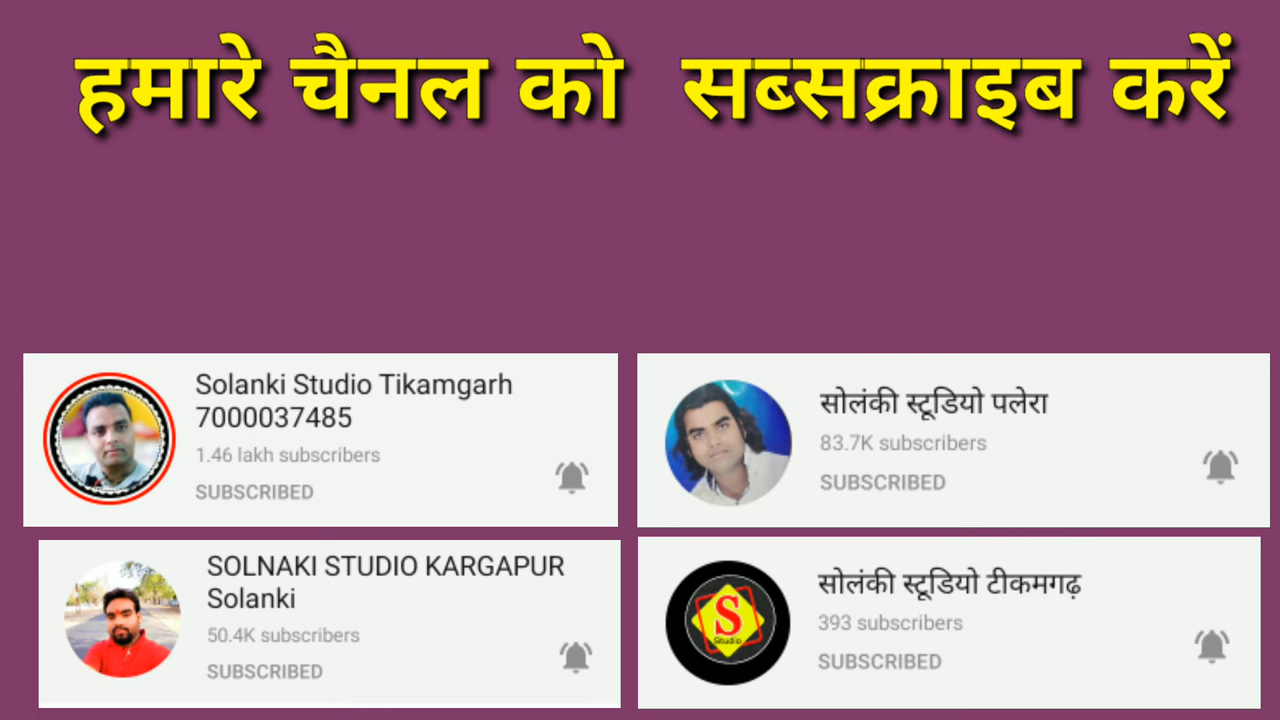 हमारे चैनल को सब्सक्राइब करें
Solanki Studio Tikamgarh
7000037485
1.46 lakh subscribers
SUBSCRIBED
सोलंकी स्टूडियो पलेरा
83.7K subscribers
SUBSCRIBED
SOLNAKI STUDIO KARGAPUR
Solanki
50.4K subscribers
SUBSCRIBED
S
Studio
सोलंकी स्टूडियो टीकमगढ़
393 subscribers
SUBSCRIBED